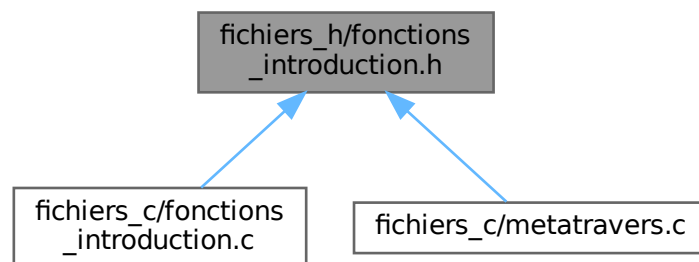 fichiers_h/fonctions
_introduction.h
fichiers_c/fonctions
_introduction.c
fichiers_c/metatravers.c